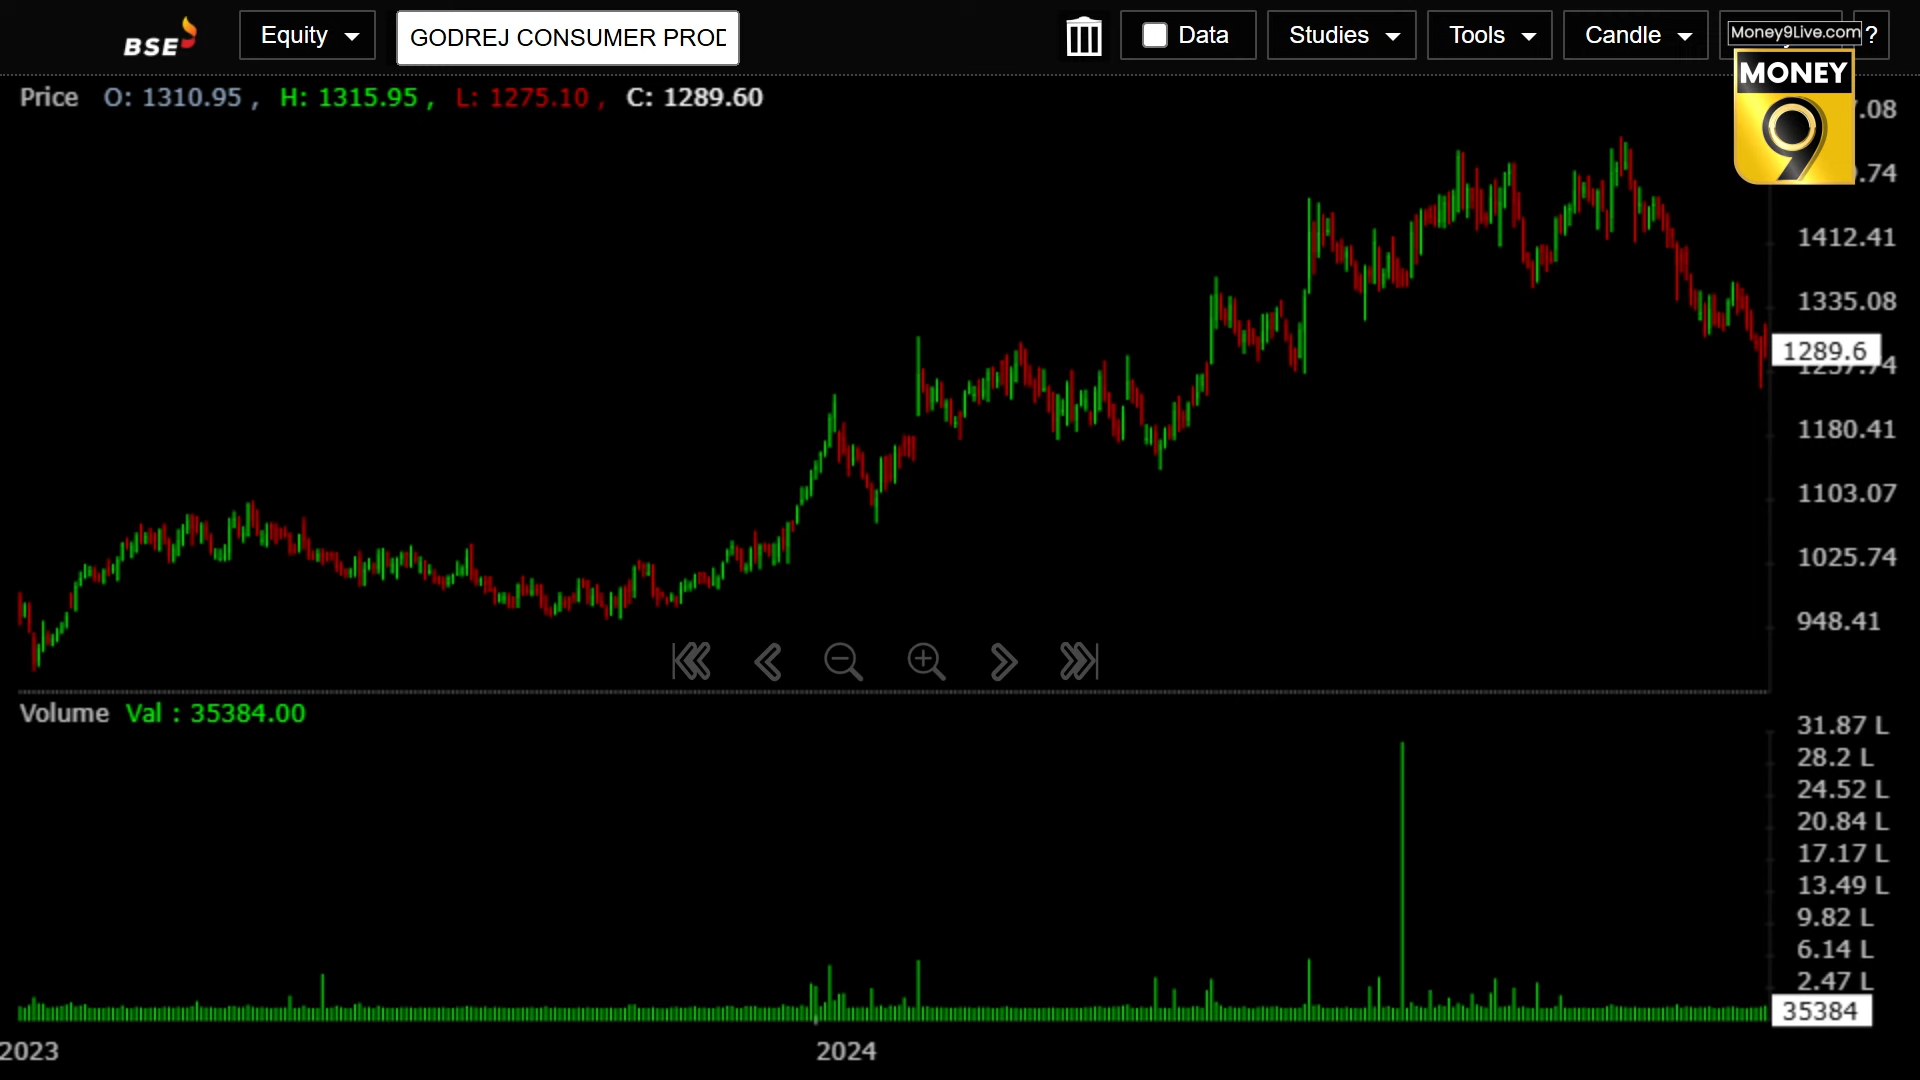 BSE Equity GODREJ CONSUMER PROD Data Studies Tools Candle Money9Live.com ?
MONEY
9
Price O: 1310.95 , H: 1315.95 , L: 1275.10 , C: 1289.60
.08
.74
1412.41
1335.08
1289.6
1257.74
1180.41
1103.07
1025.74
948.41
Volume Val : 35384.00
31.87 L
28.2 L
24.52 L
20.84 L
17.17 L
13.49 L
9.82 L
6.14 L
2.47 L
35384
2023 2024